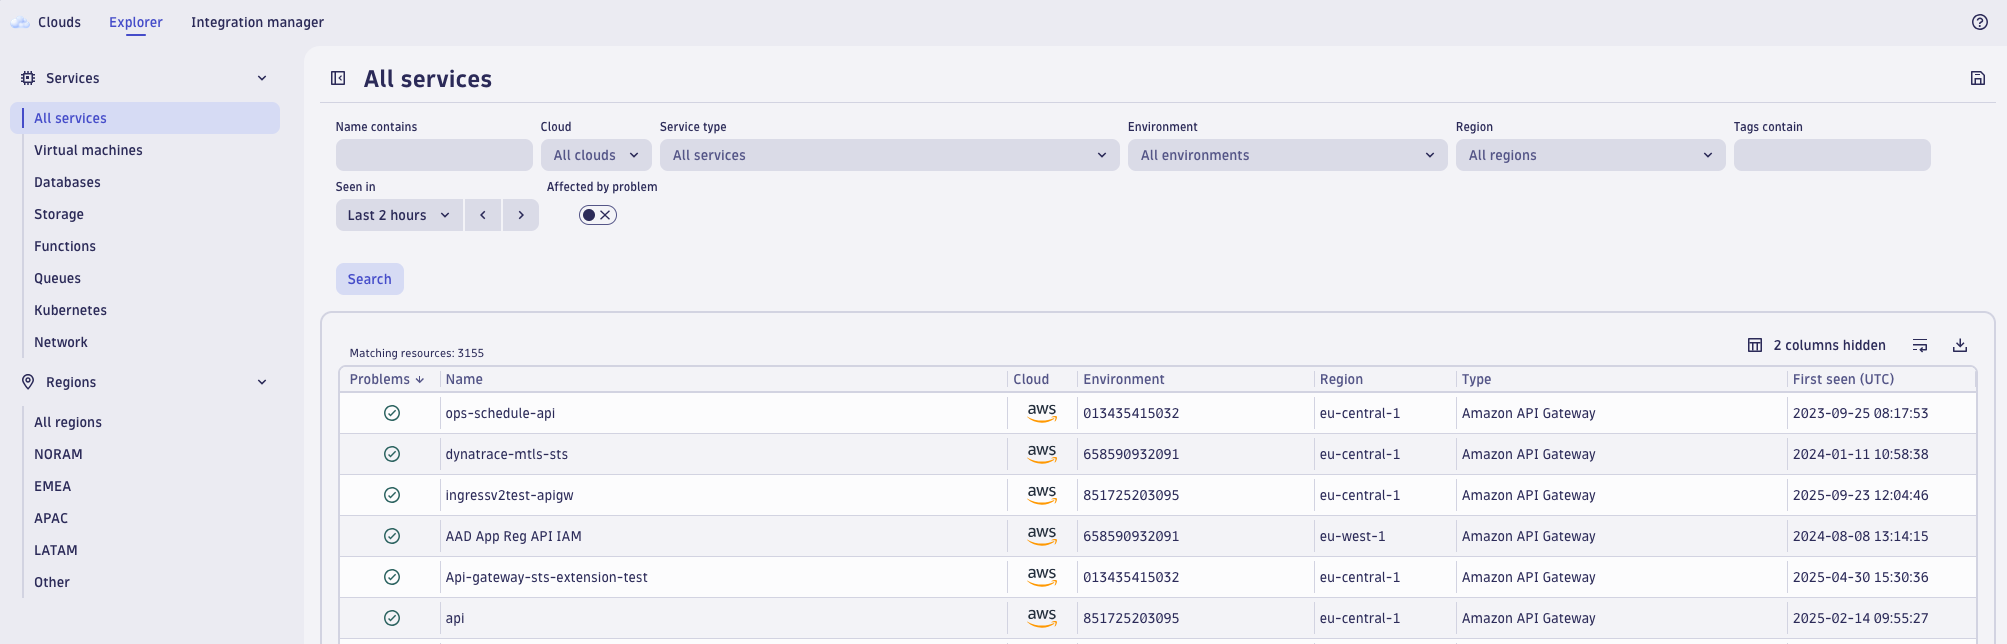 Clouds Explorer Integration manager
Services
All services
Virtual machines
Databases
Storage
Functions
Queues
Kubernetes
Network
Regions
All regions
NORAM
EMEA
APAC
LATAM
Other
All services
Name contains Cloud Service type Environment Region Tags contain
All clouds All services All environments All regions
Seen in Affected by problem
Last 2 hours
Search
Matching resources: 3155 2 columns hidden
Problems Name Cloud Environment Region Type First seen (UTC)
ops-schedule-api aws 013435415032 eu-central-1 Amazon API Gateway 2023-09-25 08:17:53
dynatrace-mtls-sts aws 658590932091 eu-central-1 Amazon API Gateway 2024-01-11 10:58:38
ingressv2test-apigw aws 851725203095 eu-central-1 Amazon API Gateway 2025-09-23 12:04:46
AAD App Reg API IAM aws 658590932091 eu-west-1 Amazon API Gateway 2024-08-08 13:14:15
Api-gateway-sts-extension-test aws 013435415032 eu-central-1 Amazon API Gateway 2025-04-30 15:30:36
api aws 851725203095 eu-central-1 Amazon API Gateway 2025-02-14 09:55:27